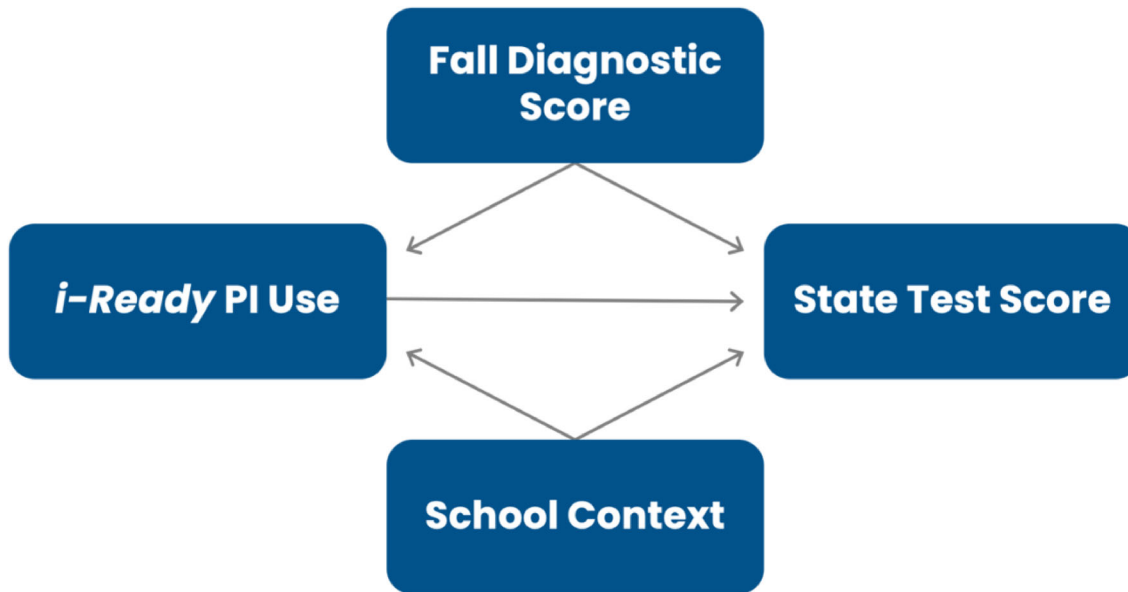 Fall Diagnostic
Score
i-Ready PI Use
State Test Score
School Context